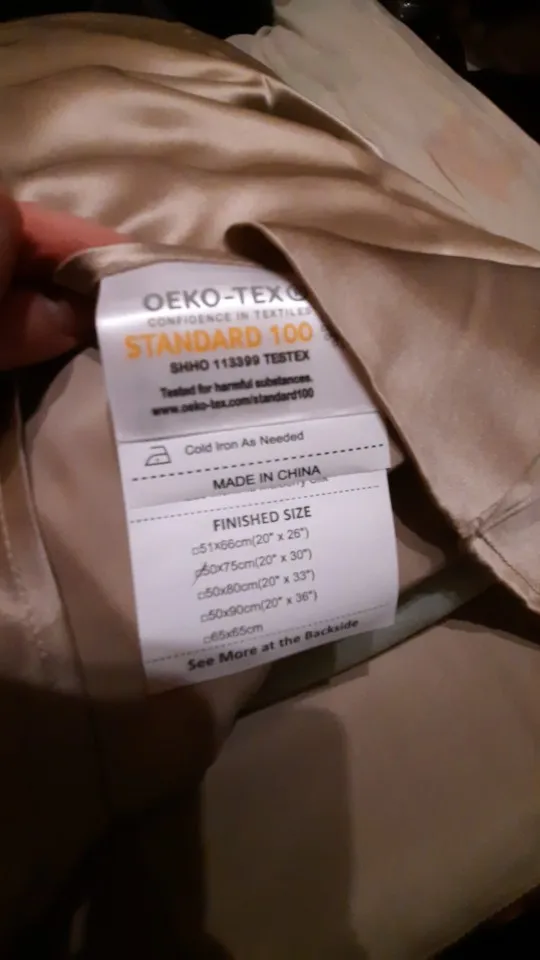 OEKO-TEX®
CONFIDENCE IN TEXTILES
STANDARD 100
SHHO 113399 TESTEX
Tested for harmful substances.
www.oeko-tex.com/standard100
Cold Iron As Needed
MADE IN CHINA
FINISHED SIZE
□51x66cm(20" x 26")
□50x75cm(20" x 30")
□50x80cm(20" x 33")
□50x90cm(20" x 36")
□65x65cm
See More at the Backside